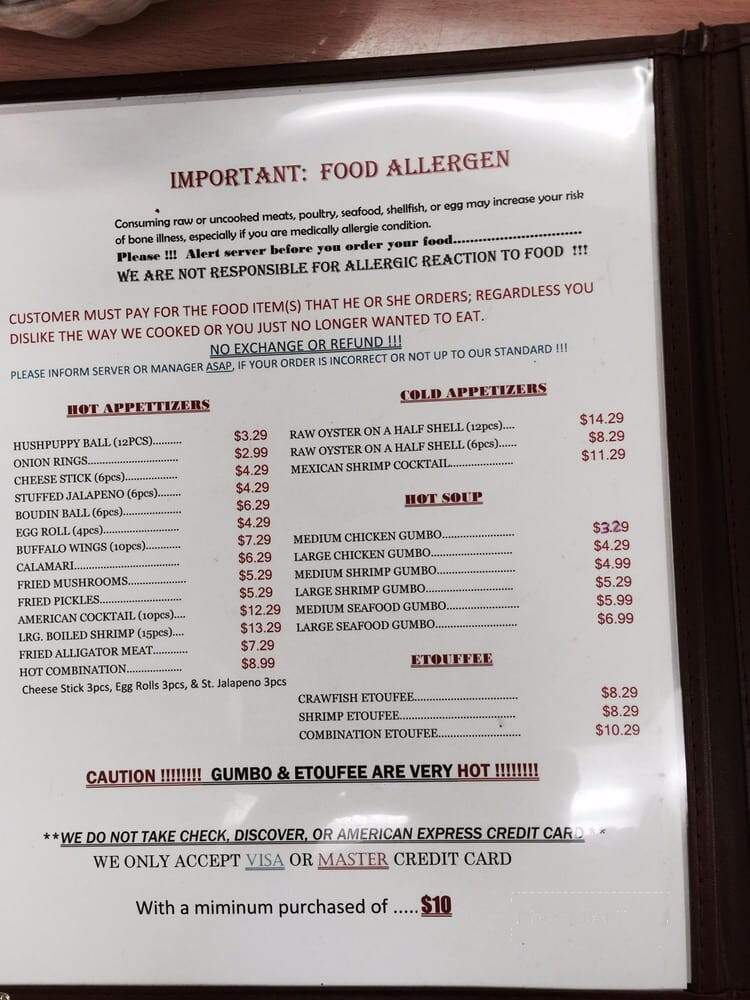 IMPORTANT: FOOD ALLERGEN
Consuming raw or uncooked meats, poultry, seafood, shellfish, or egg may increase your risk
of bone illness, especially if you are medically allergie condition.
Please !!! Alert server before you order your food...............................
WE ARE NOT RESPONSIBLE FOR ALLERGIC REACTION TO FOOD !!!
CUSTOMER MUST PAY FOR THE FOOD ITEM(S) THAT HE OR SHE ORDERS; REGARDLESS YOU
DISLIKE THE WAY WE COOKED OR YOU JUST NO LONGER WANTED TO EAT.
NO EXCHANGE OR REFUND !!!
PLEASE INFORM SERVER OR MANAGER ASAP, IF YOUR ORDER IS INCORRECT OR NOT UP TO OUR STANDARD !!!
HOT APPETTIZERS
HUSHPUPPY BALL (12PCS).......... $3.29
ONION RINGS............................... $2.99
CHEESE STICK (6pcs).................. $4.29
STUFFED JALAPENO (6pcs)........ $4.29
BOUDIN BALL (6pcs).................... $6.29
EGG ROLL (4pcs).......................... $4.29
BUFFALO WINGS (10pcs)............ $7.29
CALAMARI.................................... $6.29
FRIED MUSHROOMS.................... $5.29
FRIED PICKLES............................ $5.29
AMERICAN COCKTAIL (10pcs).... $12.29
LRG. BOILED SHRIMP (15pcs).... $13.29
FRIED ALLIGATOR MEAT............ $7.29
HOT COMBINATION................... $8.99
Cheese Stick 3pcs, Egg Rolls 3pcs, & St. Jalapeno 3pcs
COLD APPETIZERS
RAW OYSTER ON A HALF SHELL (12pcs).... $14.29
RAW OYSTER ON A HALF SHELL (6pcs)...... $8.29
MEXICAN SHRIMP COCKTAIL...................... $11.29
HOT SOUP
MEDIUM CHICKEN GUMBO......................... $3.29
LARGE CHICKEN GUMBO............................ $4.29
MEDIUM SHRIMP GUMBO........................... $4.99
LARGE SHRIMP GUMBO.............................. $5.29
MEDIUM SEAFOOD GUMBO......................... $5.99
LARGE SEAFOOD GUMBO............................ $6.99
ETOUFFEE
CRAWFISH ETOUFEE.................................... $8.29
SHRIMP ETOUFEE........................................ $8.29
COMBINATION ETOUFEE............................. $10.29
CAUTION !!!!!!!! GUMBO & ETOUFEE ARE VERY HOT !!!!!!!!
**WE DO NOT TAKE CHECK, DISCOVER, OR AMERICAN EXPRESS CREDIT CARD**
WE ONLY ACCEPT VISA OR MASTER CREDIT CARD
With a miminum purchased of ..... $10